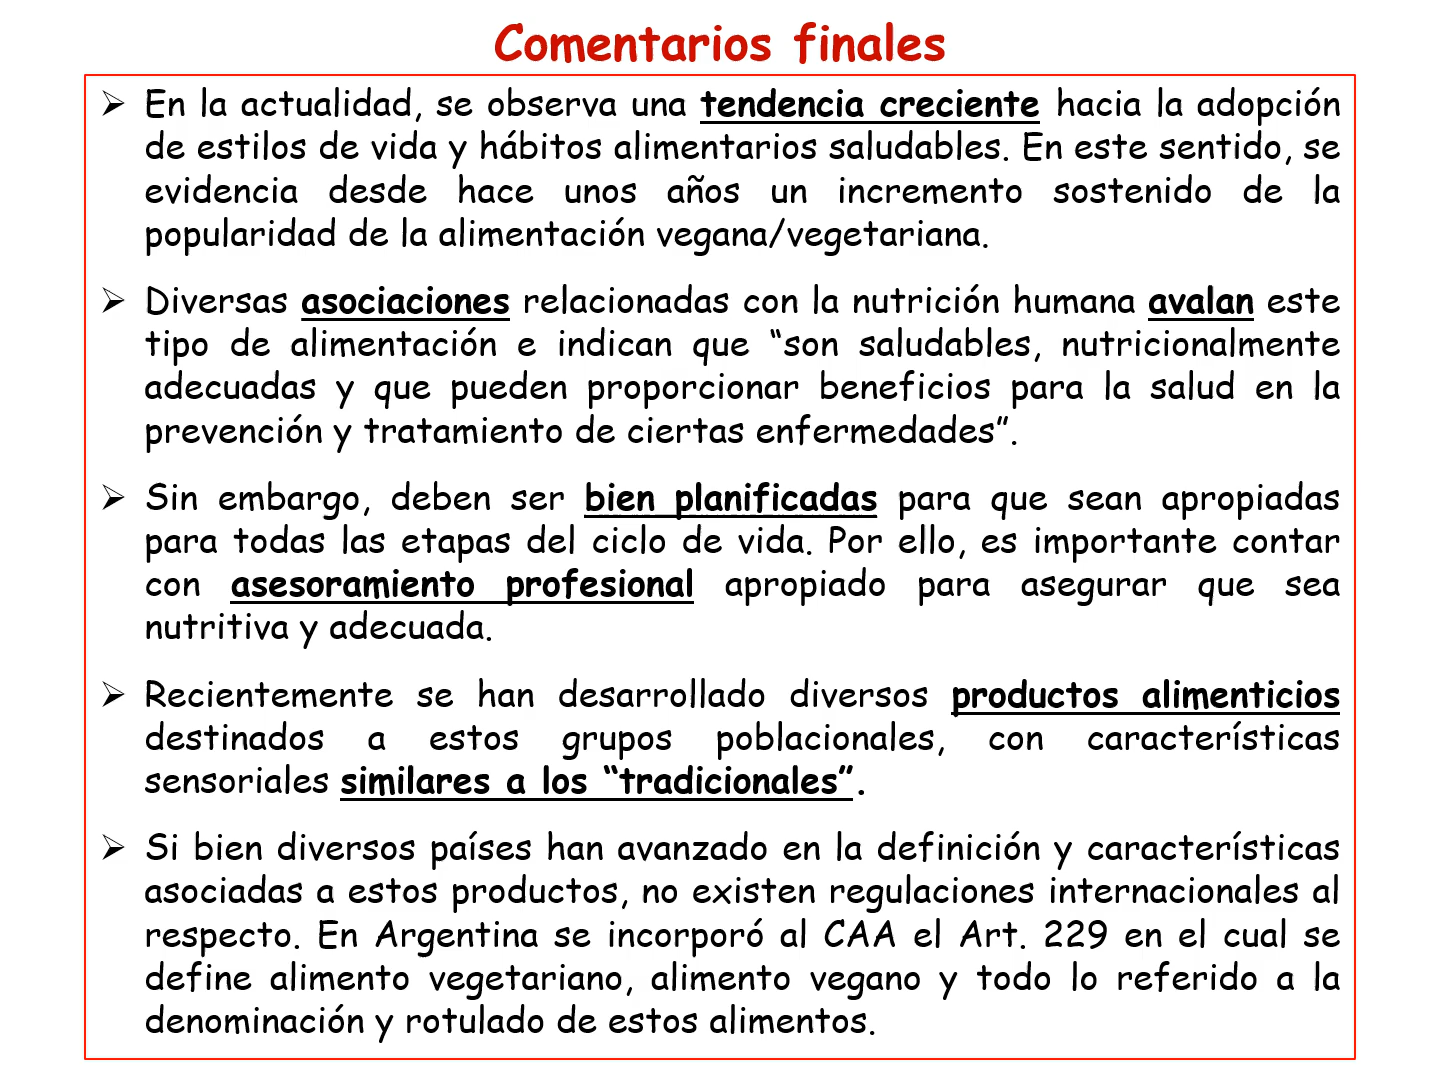 Comentarios finales
➢ En la actualidad, se observa una tendencia creciente hacia la adopción
de estilos de vida y hábitos alimentarios saludables. En este sentido, se
evidencia desde hace unos años un incremento sostenido de la
popularidad de la alimentación vegana/vegetariana.
➢ Diversas asociaciones relacionadas con la nutrición humana avalan este
tipo de alimentación e indican que “son saludables, nutricionalmente
adecuadas y que pueden proporcionar beneficios para la salud en la
prevención y tratamiento de ciertas enfermedades”.
➢ Sin embargo, deben ser bien planificadas para que sean apropiadas
para todas las etapas del ciclo de vida. Por ello, es importante contar
con asesoramiento profesional apropiado para asegurar que sea
nutritiva y adecuada.
➢ Recientemente se han desarrollado diversos productos alimenticios
destinados a estos grupos poblacionales, con características
sensoriales similares a los “tradicionales”.
➢ Si bien diversos países han avanzado en la definición y características
asociadas a estos productos, no existen regulaciones internacionales al
respecto. En Argentina se incorporó al CAA el Art. 229 en el cual se
define alimento vegetariano, alimento vegano y todo lo referido a la
denominación y rotulado de estos alimentos.